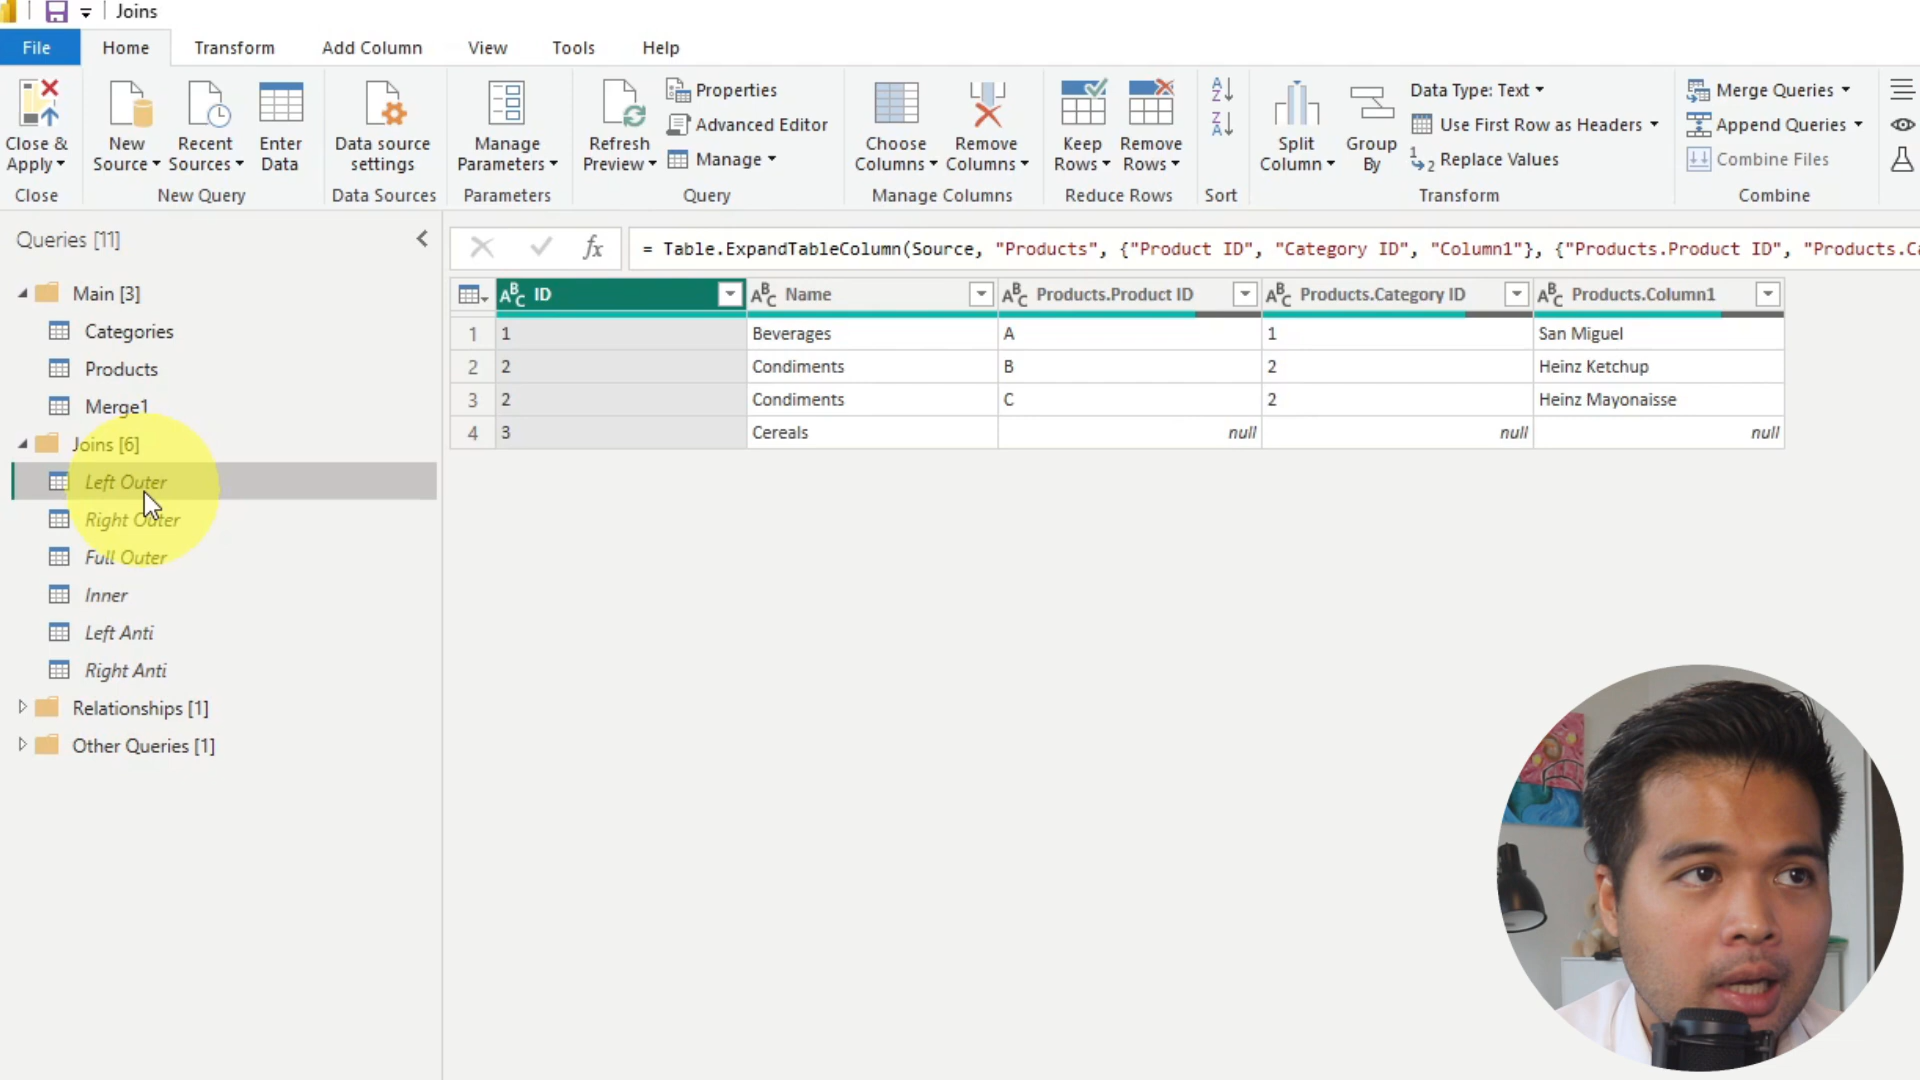 Joins
File Home Transform Add Column View Tools Help
Close & Apply
New Source
Recent Sources
Enter Data
Data source settings
Manage Parameters
Refresh Preview
Properties
Advanced Editor
Manage
Choose Columns
Remove Columns
Keep Rows
Remove Rows
Split Column
Group By
Data Type: Text
Use First Row as Headers
Replace Values
Merge Queries
Append Queries
Combine Files
Close New Query Data Sources Parameters Query Manage Columns Reduce Rows Sort Transform Combine
Queries [11]
= Table.ExpandTableColumn(Source, "Products", {"Product ID", "Category ID", "Column1"}, {"Products.Product ID", "Products.Ca
Main [3]
Categories
Products
Merge1
Joins [6]
Left Outer
Right Outer
Full Outer
Inner
Left Anti
Right Anti
Relationships [1]
Other Queries [1]
ID Name Products.Product ID Products.Category ID Products.Column1
1 1 Beverages A 1 San Miguel
2 2 Condiments B 2 Heinz Ketchup
3 2 Condiments C 2 Heinz Mayonaisse
4 3 Cereals null null null